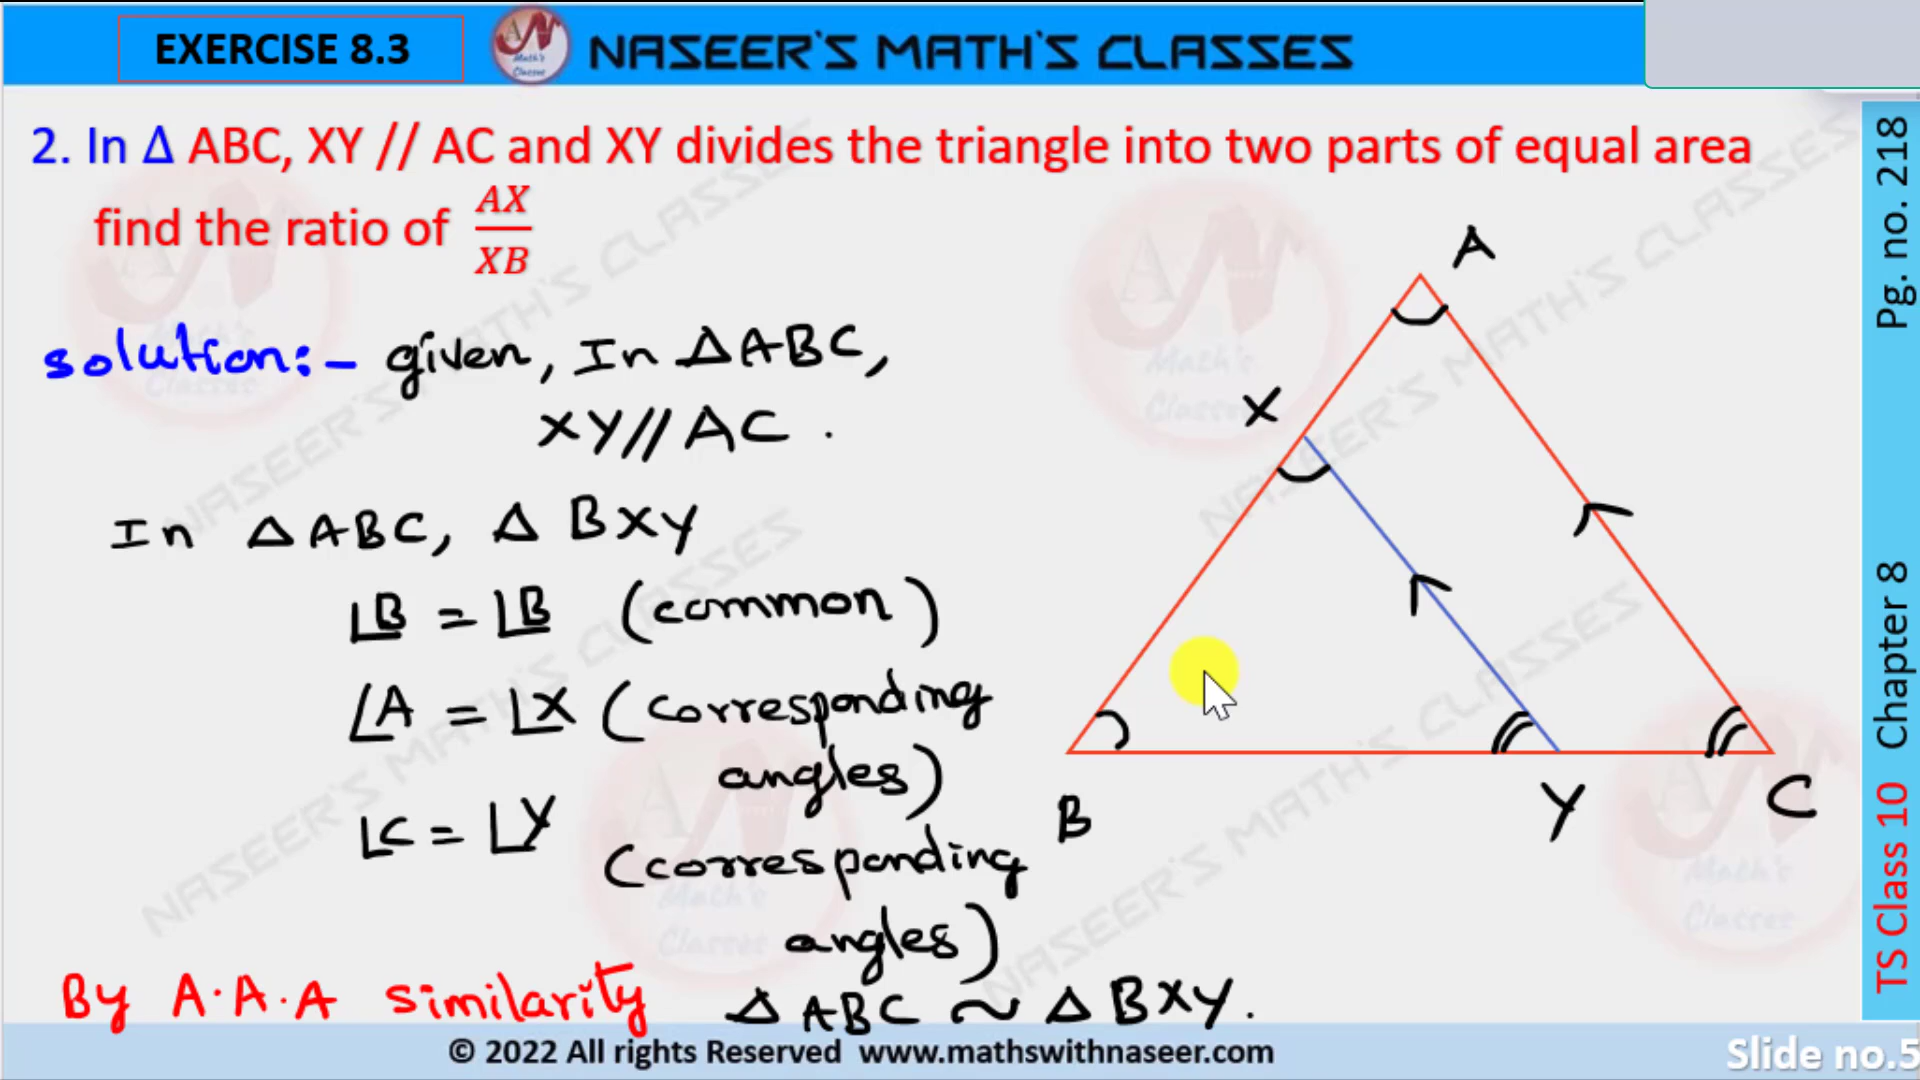 EXERCISE 8.3
NASEER'S MATH'S CLASSES
2. In Δ ABC, XY // AC and XY divides the triangle into two parts of equal area
find the ratio of AX/XB
solution:- given, In ΔABC,
XY // AC .
In ΔABC, Δ BXY
∠B = ∠B (common)
∠A = ∠X (corresponding
angles)
∠C = ∠Y
(corresponding
angles)
By A.A.A similarity Δ ABC ~ Δ BXY.
A
X
B
Y
C
Pg. no. 218
Chapter 8
TS Class 10
© 2022 All rights Reserved www.mathswithnaseer.com
Slide no.5